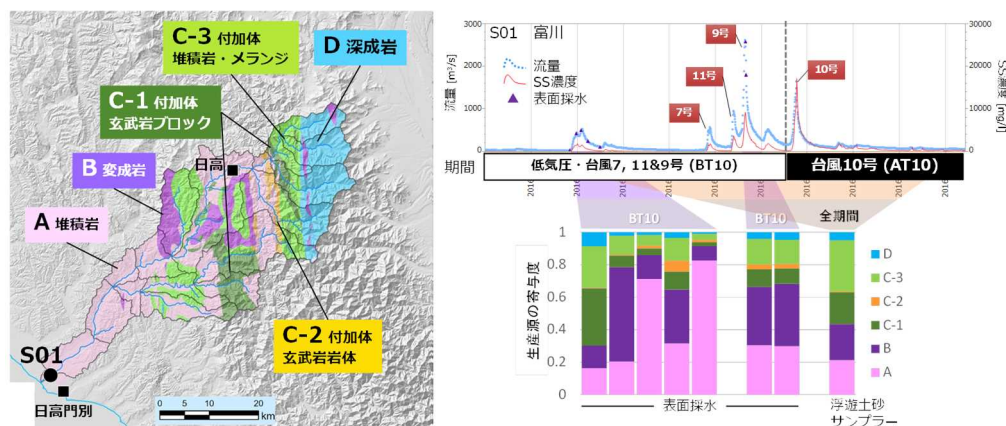 C-3 付加体
堆積岩・メランジ
D 深成岩
C-1 付加体
玄武岩ブロック
B 変成岩
日高
A 堆積岩
C-2 付加体
玄武岩岩体
S01
日高門別
0 5 10 20
km
S01 富川
流量
SS濃度
表面採水
7号
11号
9号
10号
流量 [m³/s]
3000
2000
1000
0
SS濃度 [mg/l]
30000
20000
10000
0
期間
低気圧・台風7, 11&9号 (BT10)
台風10号 (AT10)
BT10
BT10
全期間
生産源の寄与度
1
0.8
0.6
0.4
0.2
0
D
C-3
C-2
C-1
B
A
表面採水
浮遊土砂
サンプラー